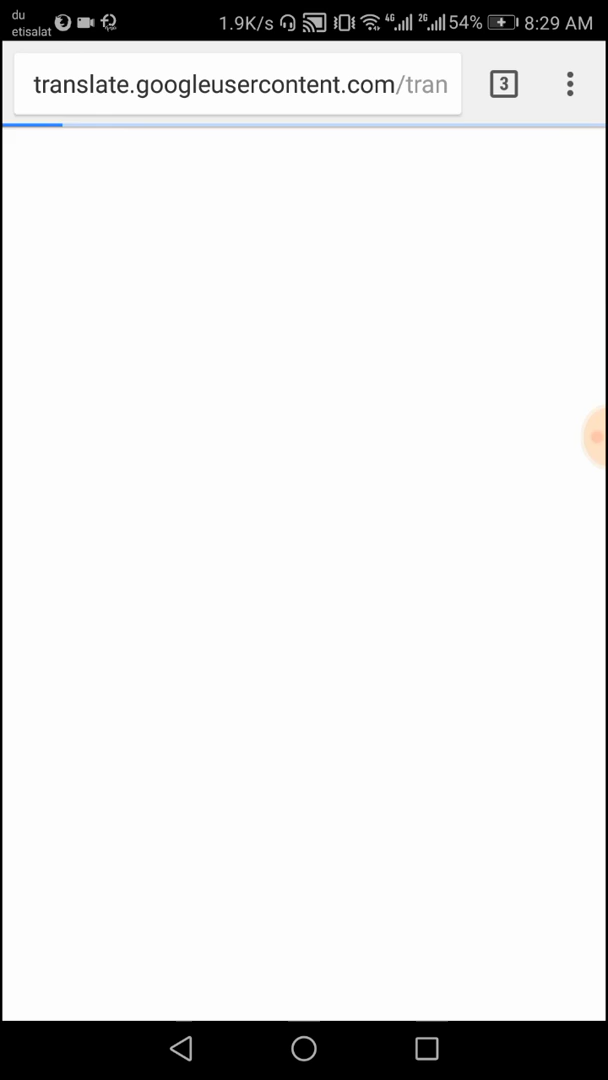 du
etisalat
1.9K/s 4G 2G 54% 8:29 AM
translate.googleusercontent.com/tran
3